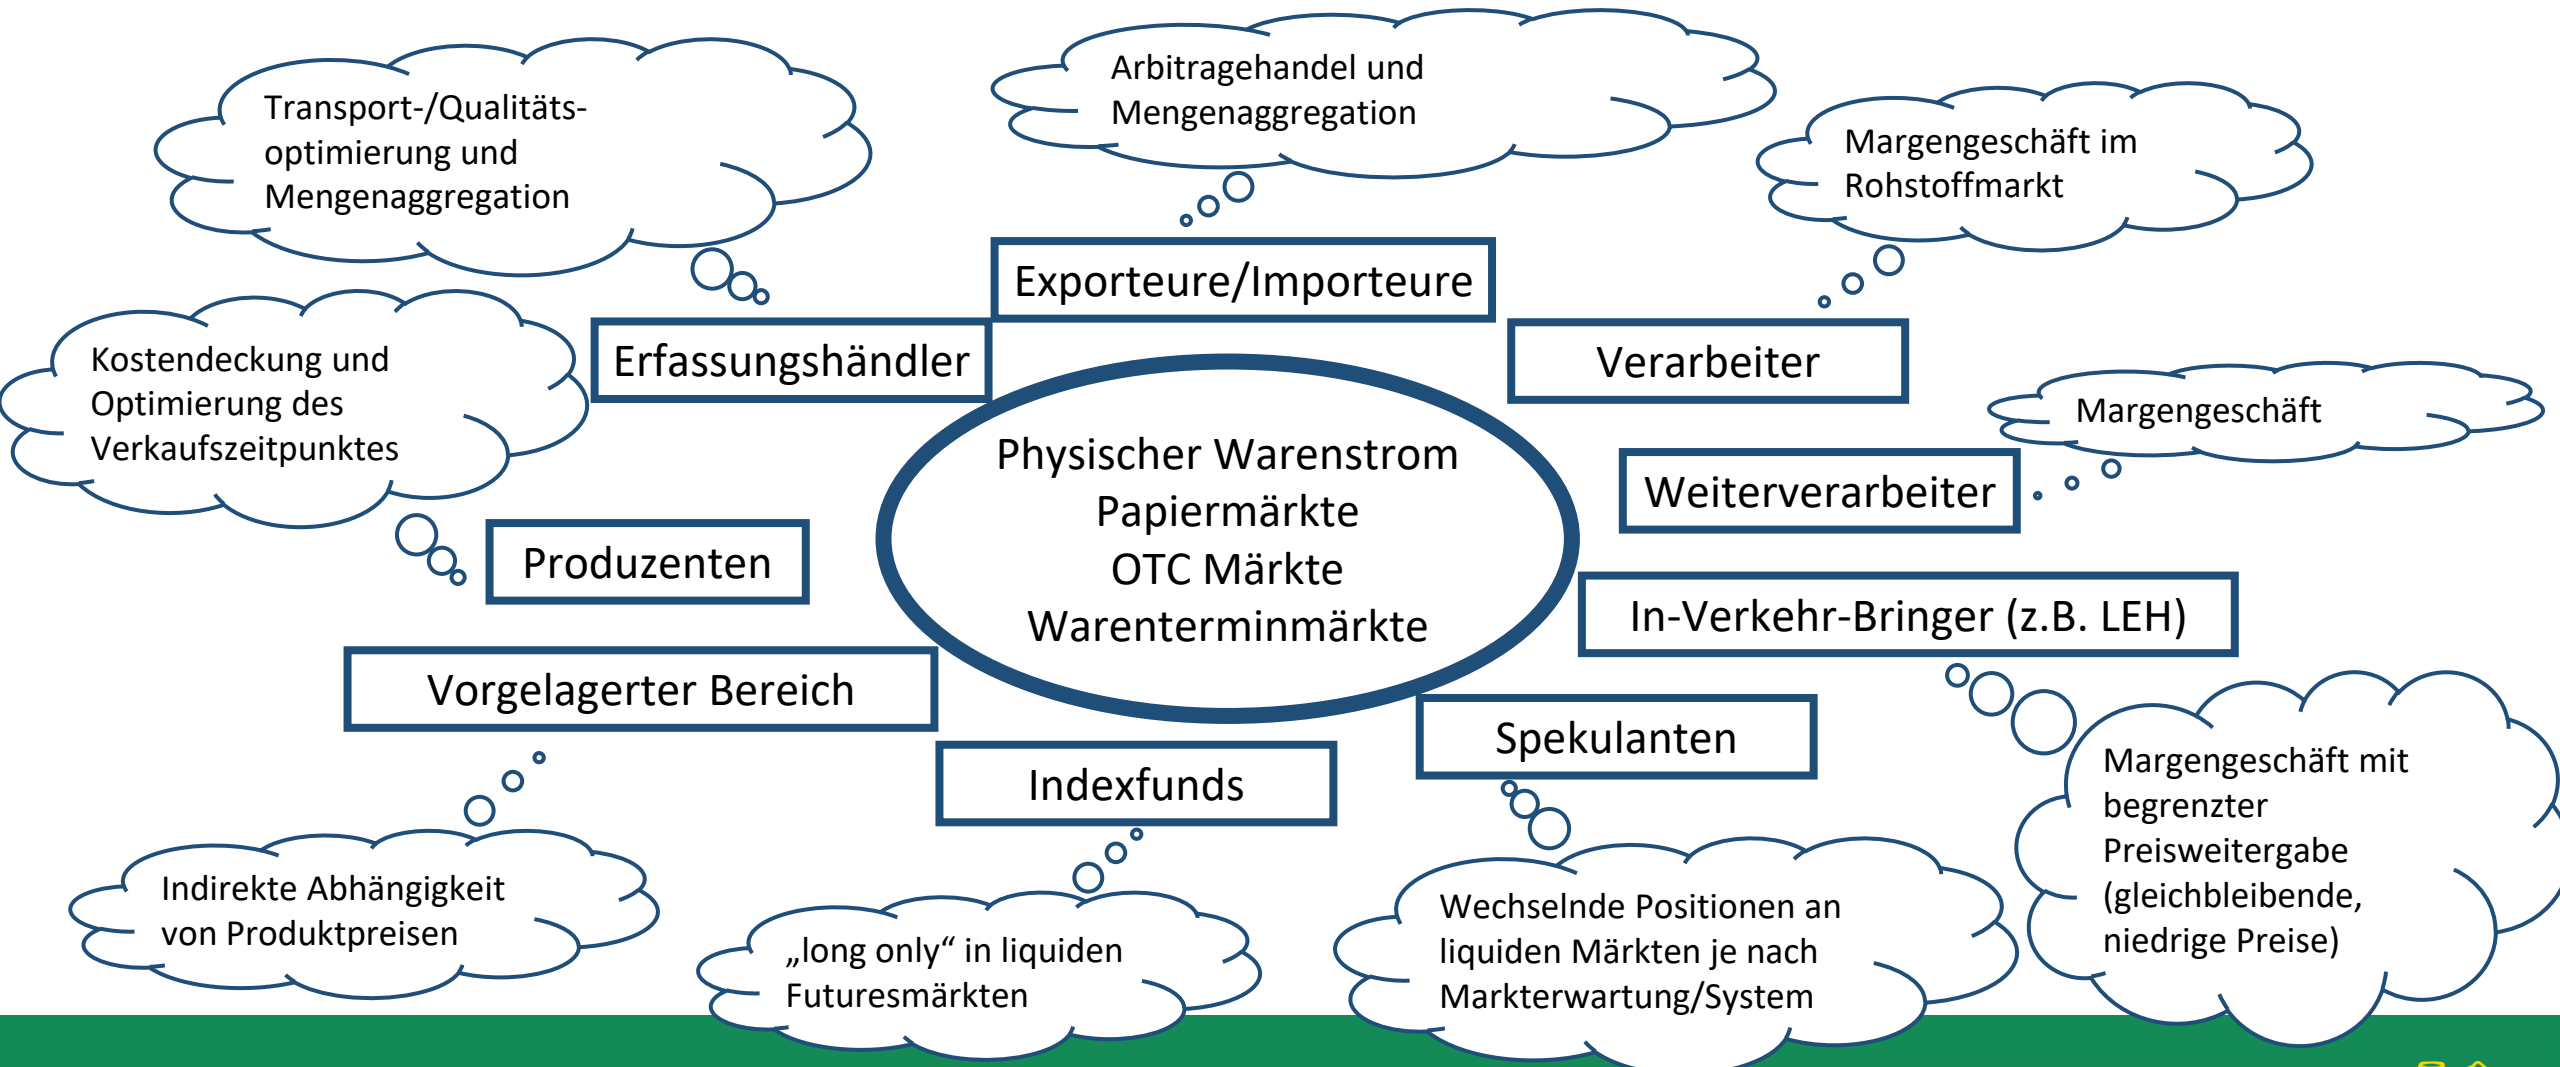 Arbitragehandel und
Mengenaggregation
Transport-/Qualitäts-
optimierung und
Mengenaggregation
Margengeschäft im
Rohstoffmarkt
Exporteure/Importeure
Erfassungshändler
Verarbeiter
Kostendeckung und
Optimierung des
Verkaufszeitpunktes
Margengeschäft
Physischer Warenstrom
Papiermärkte
OTC Märkte
Warenterminmärkte
Weiterverarbeiter
Produzenten
In-Verkehr-Bringer (z.B. LEH)
Vorgelagerter Bereich
Spekulanten
Indexfunds
Margengeschäft mit
begrenzter
Preisweitergabe
(gleichbleibende,
niedrige Preise)
Indirekte Abhängigkeit
von Produktpreisen
„long only“ in liquiden
Futuresmärkten
Wechselnde Positionen an
liquiden Märkten je nach
Markterwartung/System